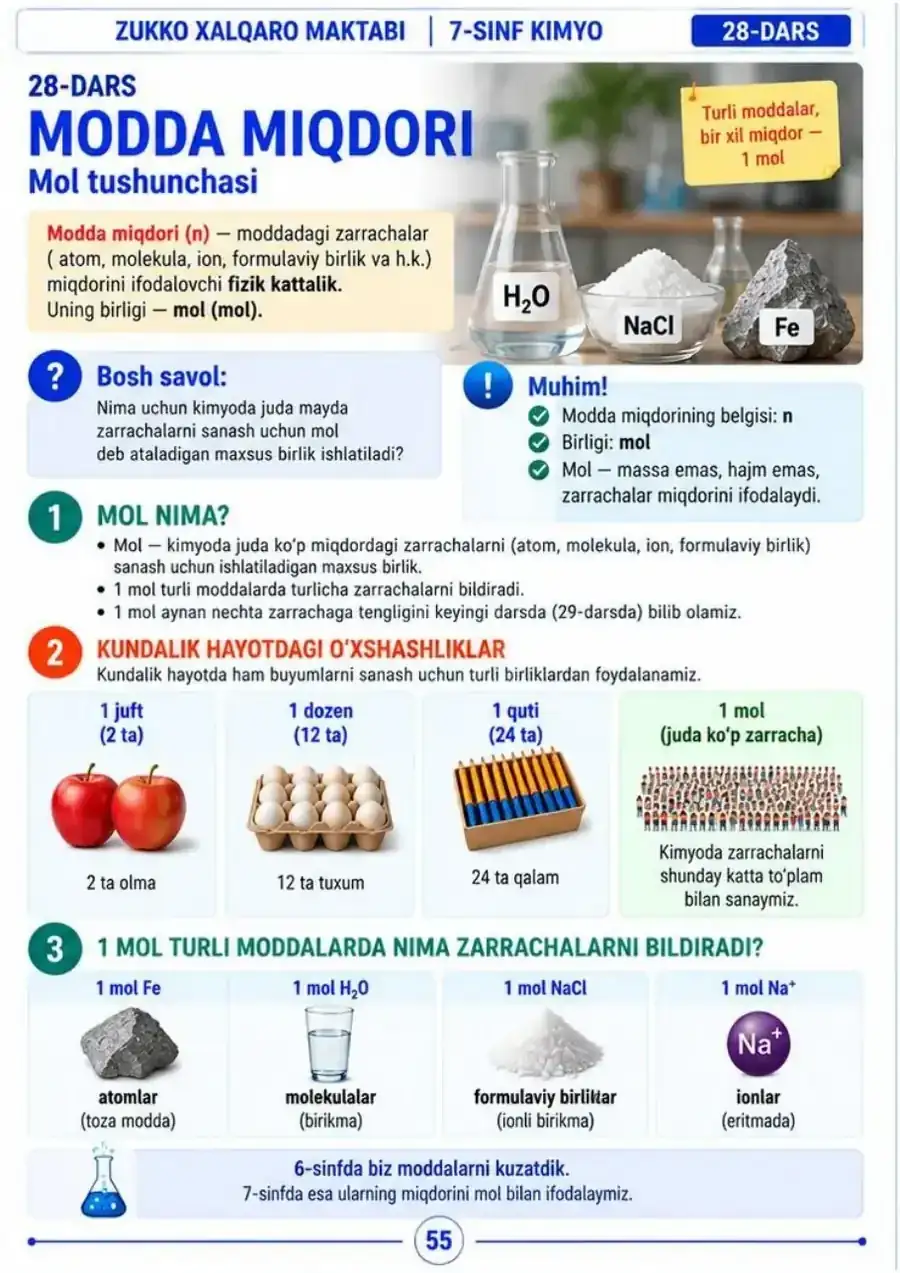 ZUKKO XALQARO MAKTABI | 7-SINF KIMYO
28-DARS
28-DARS
MODDA MIQDORI
Mol tushunchasi
Turli moddalar,
bir xil miqdor —
1 mol
Modda miqdori (n) — moddadagi zarrachalar
( atom, molekula, ion, formulaviy birlik va h.k.)
miqdorini ifodalovchi fizik kattalik.
Uning birligi — mol (mol).
H₂O
NaCl
Fe
?
Bosh savol:
Nima uchun kimyoda juda mayda
zarrachalarni sanash uchun mol
deb ataladigan maxsus birlik ishlatiladi?
!
Muhim!
Modda miqdorining belgisi: n
Birligi: mol
Mol — massa emas, hajm emas,
zarrachalar miqdorini ifodalaydi.
1 MOL NIMA?
• Mol — kimyoda juda ko‘p miqdordagi zarrachalarni (atom, molekula, ion, formulaviy birlik)
sanash uchun ishlatiladigan maxsus birlik.
• 1 mol turli moddalarda turlicha zarrachalarni bildiradi.
• 1 mol aynan nechta zarrachaga tengligini keyingi darsda (29-darsda) bilib olamiz.
2 KUNDALIK HAYOTDAGI O‘XSHASHLIKLAR
Kundalik hayotda ham buyumlarni sanash uchun turli birliklardan foydalanamiz.
1 juft
(2 ta)
2 ta olma
1 dozen
(12 ta)
12 ta tuxum
1 quti
(24 ta)
24 ta qalam
1 mol
(juda ko‘p zarracha)
Kimyoda zarrachalarni
shunday katta to‘plam
bilan sanaymiz.
3 1 MOL TURLI MODDALARDA NIMA ZARRACHALARNI BILDIRADI?
1 mol Fe
atomlar
(toza modda)
1 mol H₂O
molekulalar
(birikma)
1 mol NaCl
formulaviy birliklar
(ionli birikma)
1 mol Na⁺
Na⁺
ionlar
(eritmada)
6-sinfda biz moddalarni kuzatdik.
7-sinfda esa ularning miqdorini mol bilan ifodalaymiz.
55